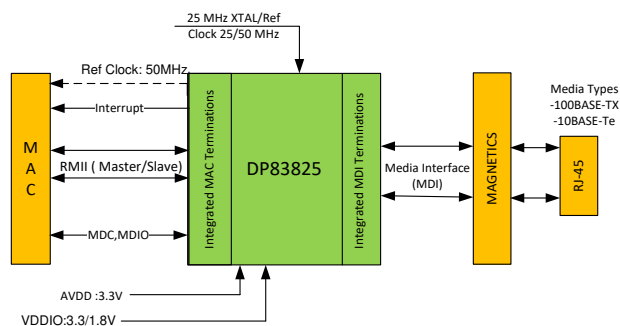 25 MHz XTAL/Ref
Clock 25/50 MHz
Ref Clock: 50MHz
Interrupt
MAC
RMII ( Master/Slave)
MDC,MDIO
Integrated MAC Terminations
DP83825
Integrated MDI Terminations
Media Interface
(MDI)
MAGNETICS
Media Types
-100BASE-TX
-10BASE-Te
RJ-45
AVDD :3.3V
VDDIO:3.3/1.8V